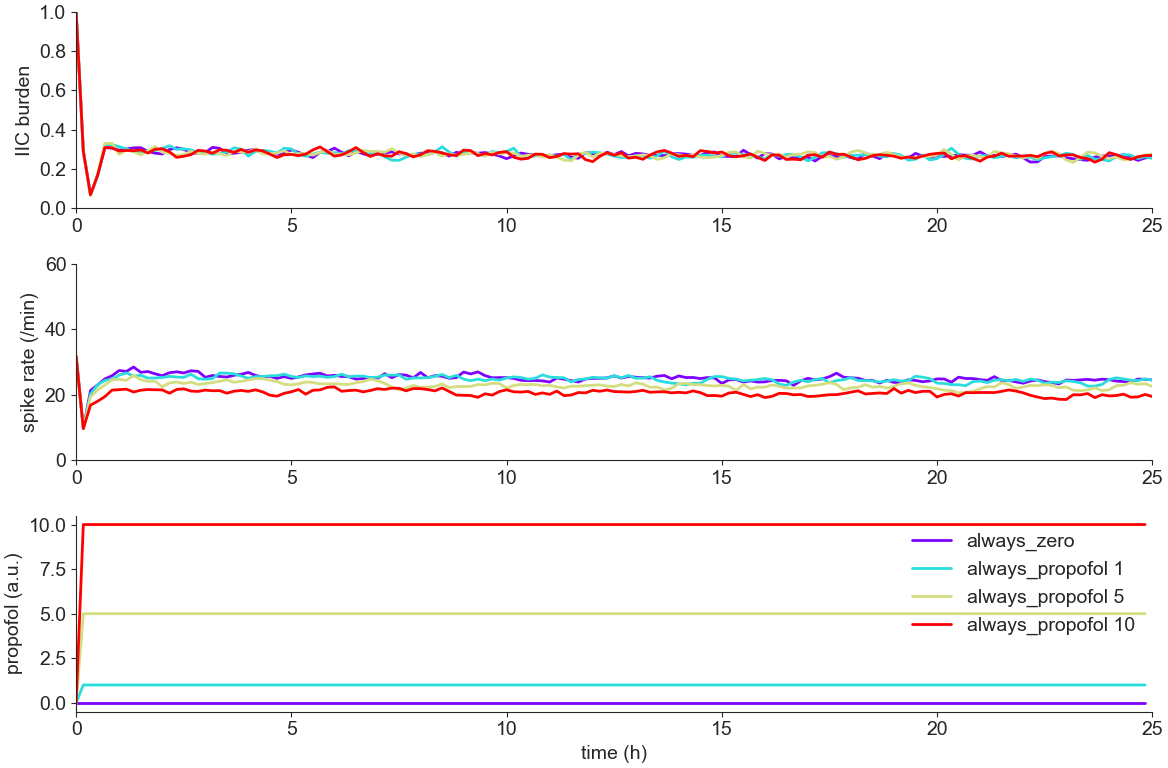 IIC burden
1.0
0.8
0.6
0.4
0.2
0.0
0 5 10 15 20 25
spike rate (/min)
60
40
20
0
0 5 10 15 20 25
propofol (a.u.)
10.0
7.5
5.0
2.5
0.0
always_zero
always_propofol 1
always_propofol 5
always_propofol 10
0 5 10 15 20 25
time (h)